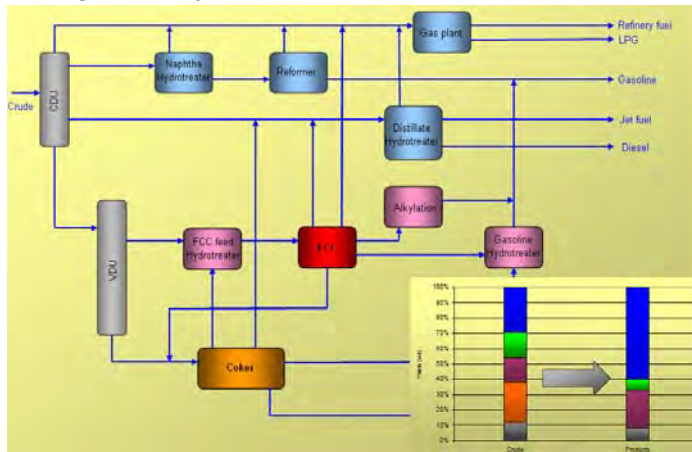 Refinery fuel
Gas plant
LPG
Naphtha
Hydrotreater
Reformer
Gasoline
Crude
CDU
Jet fuel
Distillate
Hydrotreater
Diesel
Alkylation
VDU
FCC feed
Hydrotreater
FCC
Gasoline
Hydrotreater
100%
90%
80%
70%
60%
50%
40%
30%
20%
10%
0%
Coker
Crude
Products